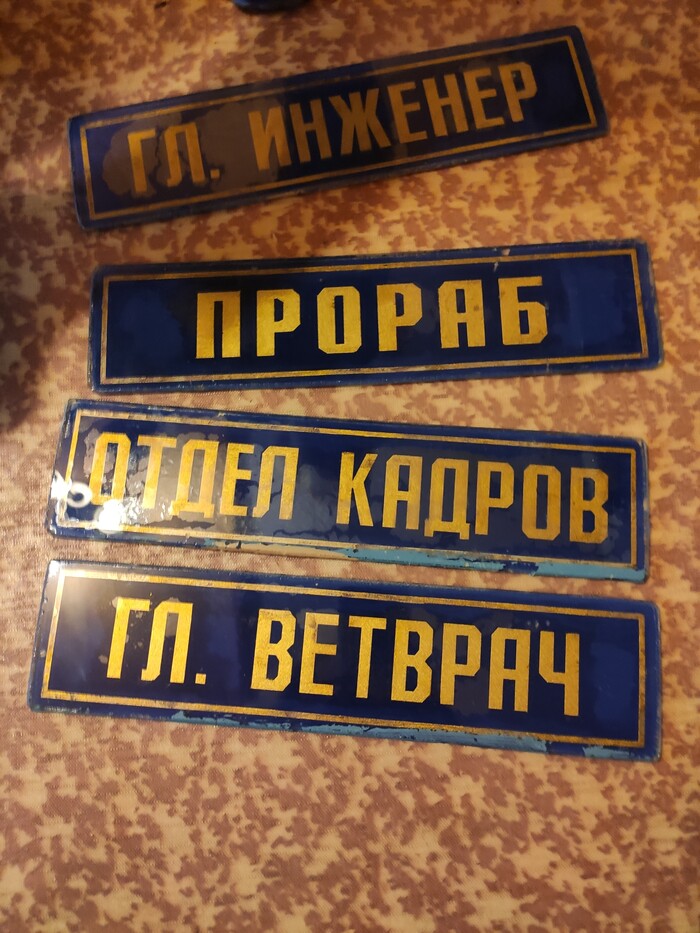 ГЛ. ИНЖЕНЕР
ПРОРАБ
ОТДЕЛ КАДРОВ
ГЛ. ВЕТВРАЧ